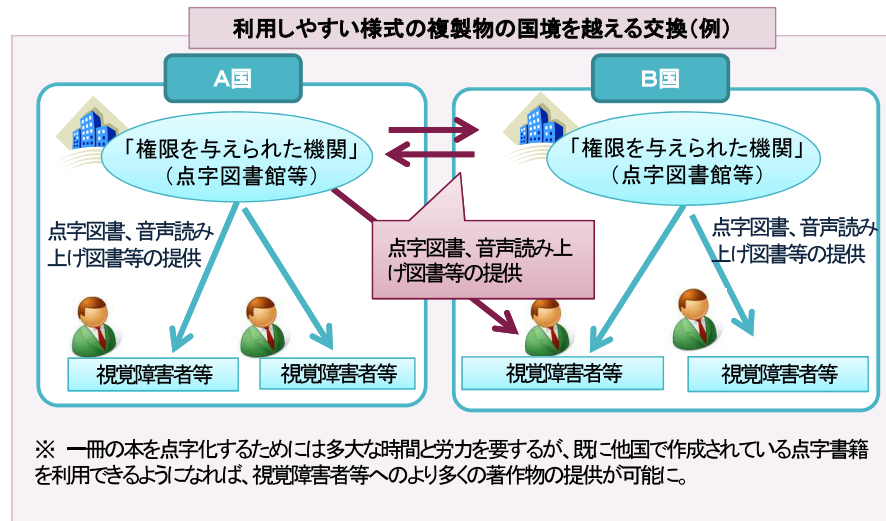 利用しやすい様式の複製物の国境を越える交換(例)
A国
B国
「権限を与えられた機関」
(点字図書館等)
「権限を与えられた機関」
(点字図書館等)
点字図書、音声読み
上げ図書等の提供
点字図書、音声読み上
げ図書等の提供
点字図書、音声読み
上げ図書等の提供
視覚障害者等
視覚障害者等
視覚障害者等
視覚障害者等
※ 一冊の本を点字化するためには多大な時間と労力を要するが、既に他国で作成されている点字書籍
を利用できるようになれば、視覚障害者等へのより多くの著作物の提供が可能に。